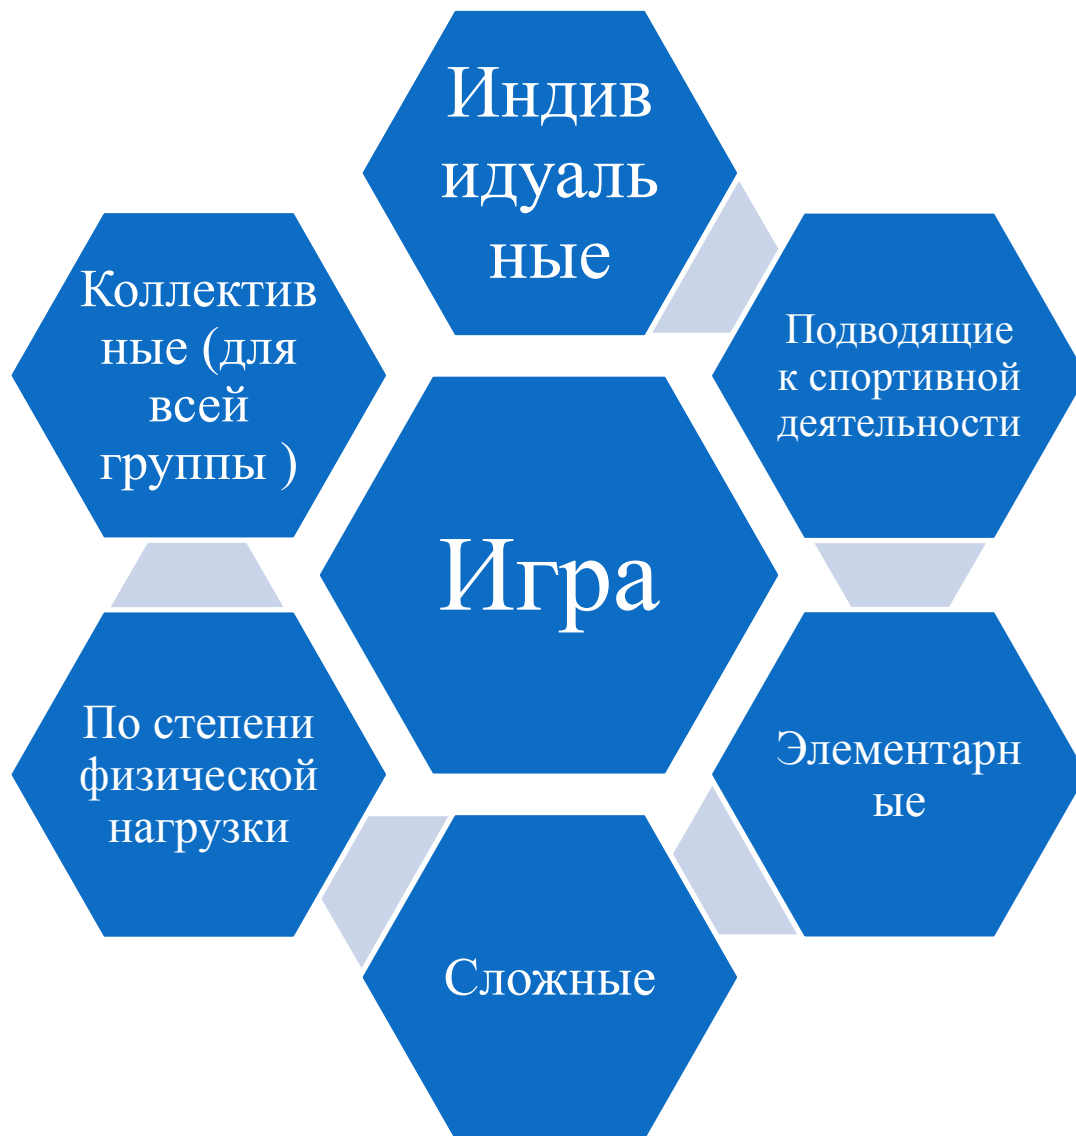 Индив
идуаль
ные
Подводящие
к спортивной
деятельности
Элементарн
ые
Сложные
По степени
физической
нагрузки
Коллектив
ные (для
всей
группы )
Игра